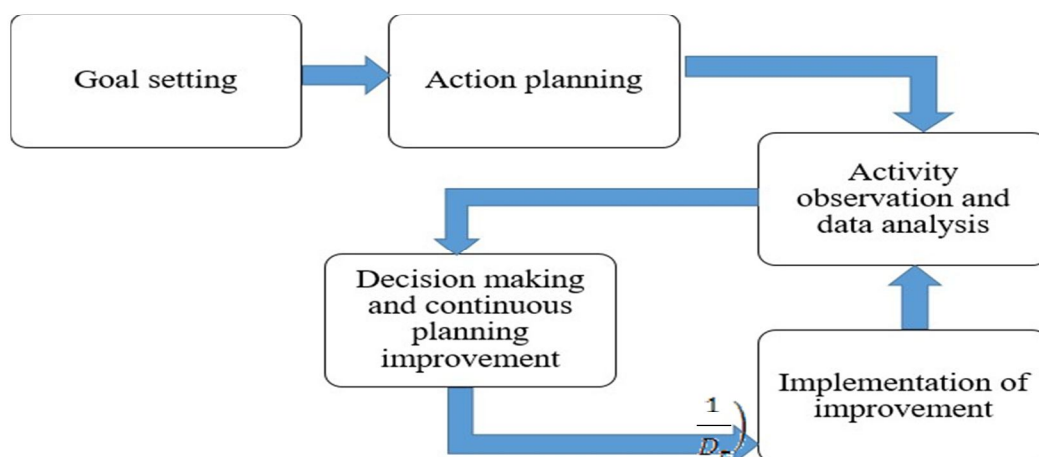 Goal setting
Action planning
Activity
observation and
data analysis
Decision making
and continuous
planning
improvement
Implementation of
improvement
1